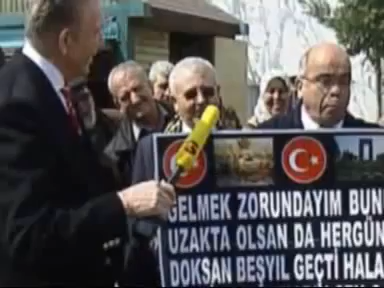 GELMEK ZORUNDAYIM BUN
UZAKTA OLSAN DA HERGÜN
DOKSAN BEŞYIL GEÇTİ HALA